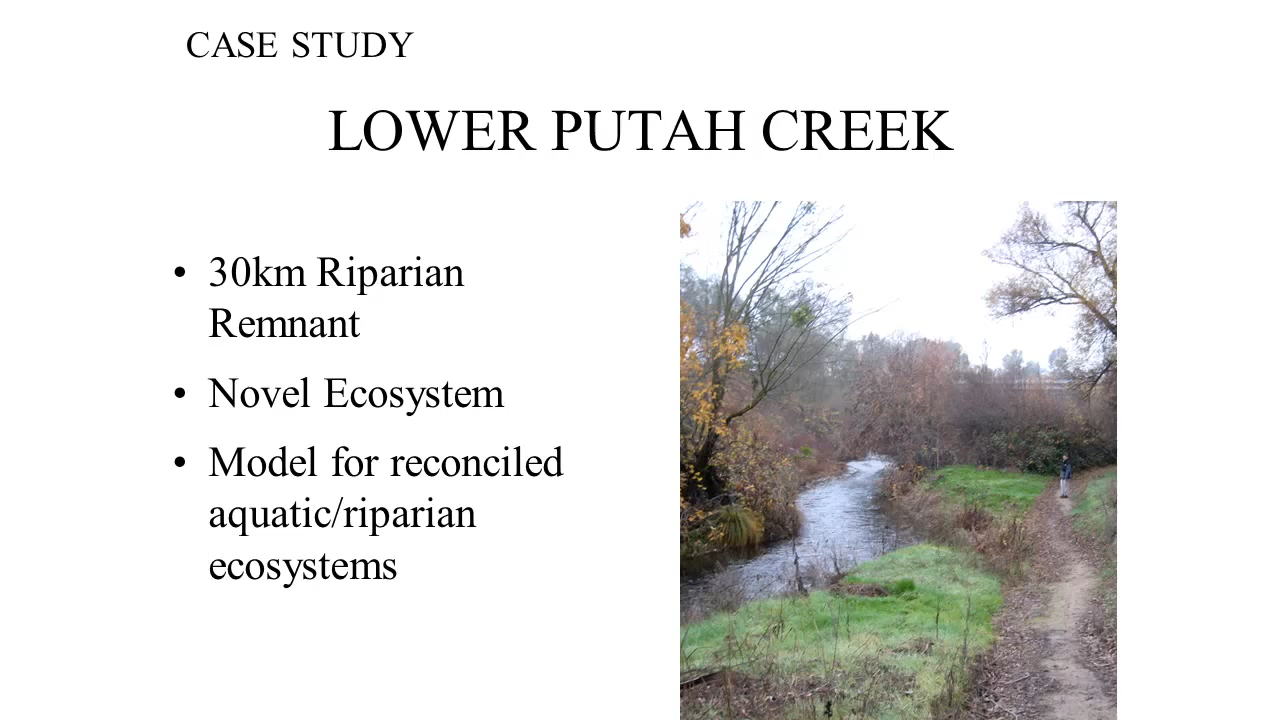 CASE STUDY
LOWER PUTAH CREEK
• 30km Riparian
Remnant
• Novel Ecosystem
• Model for reconciled
aquatic/riparian
ecosystems